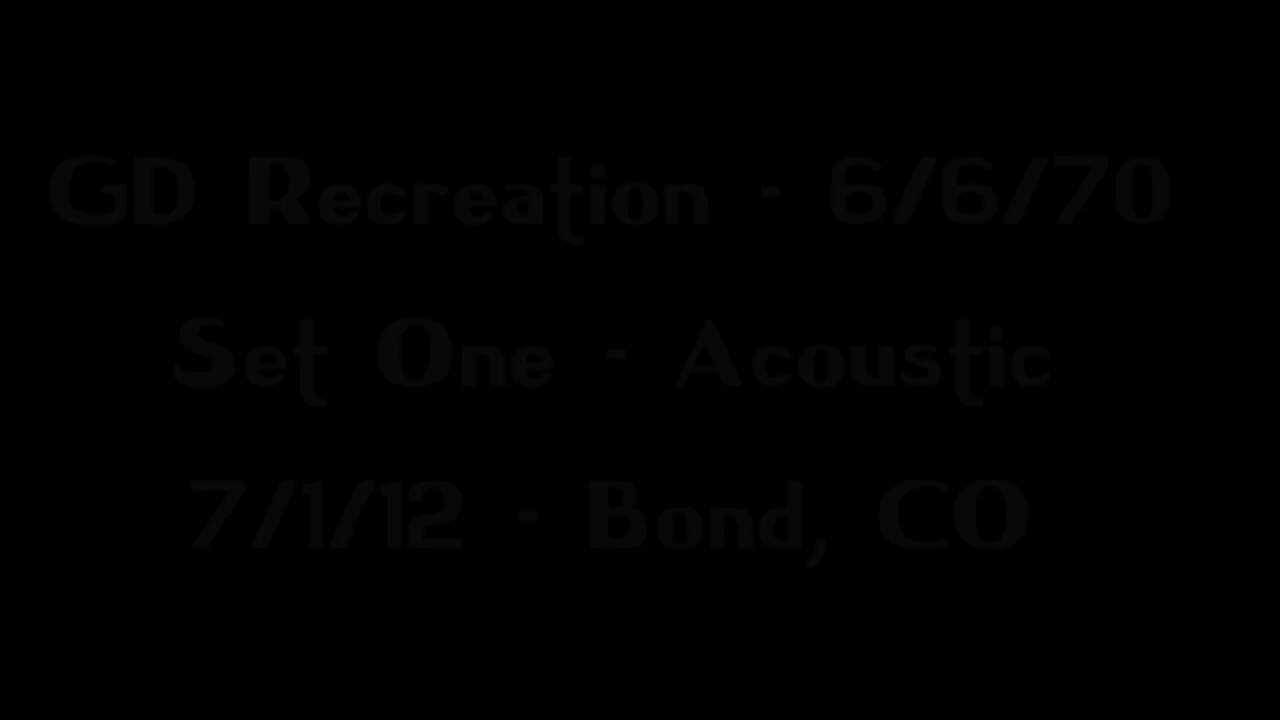 GD Recreation - 6/6/70
Set One - Acoustic
7/1/12 - Bond, CO